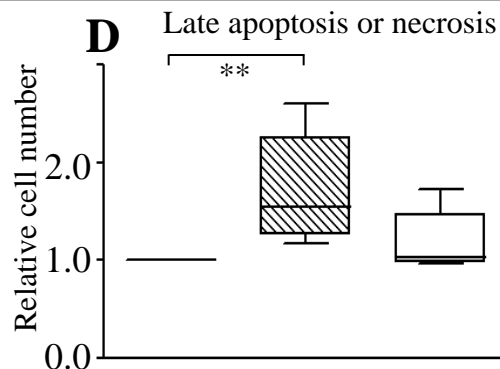 D
Late apoptosis or necrosis
**
Relative cell number
2.0
1.0
0.0